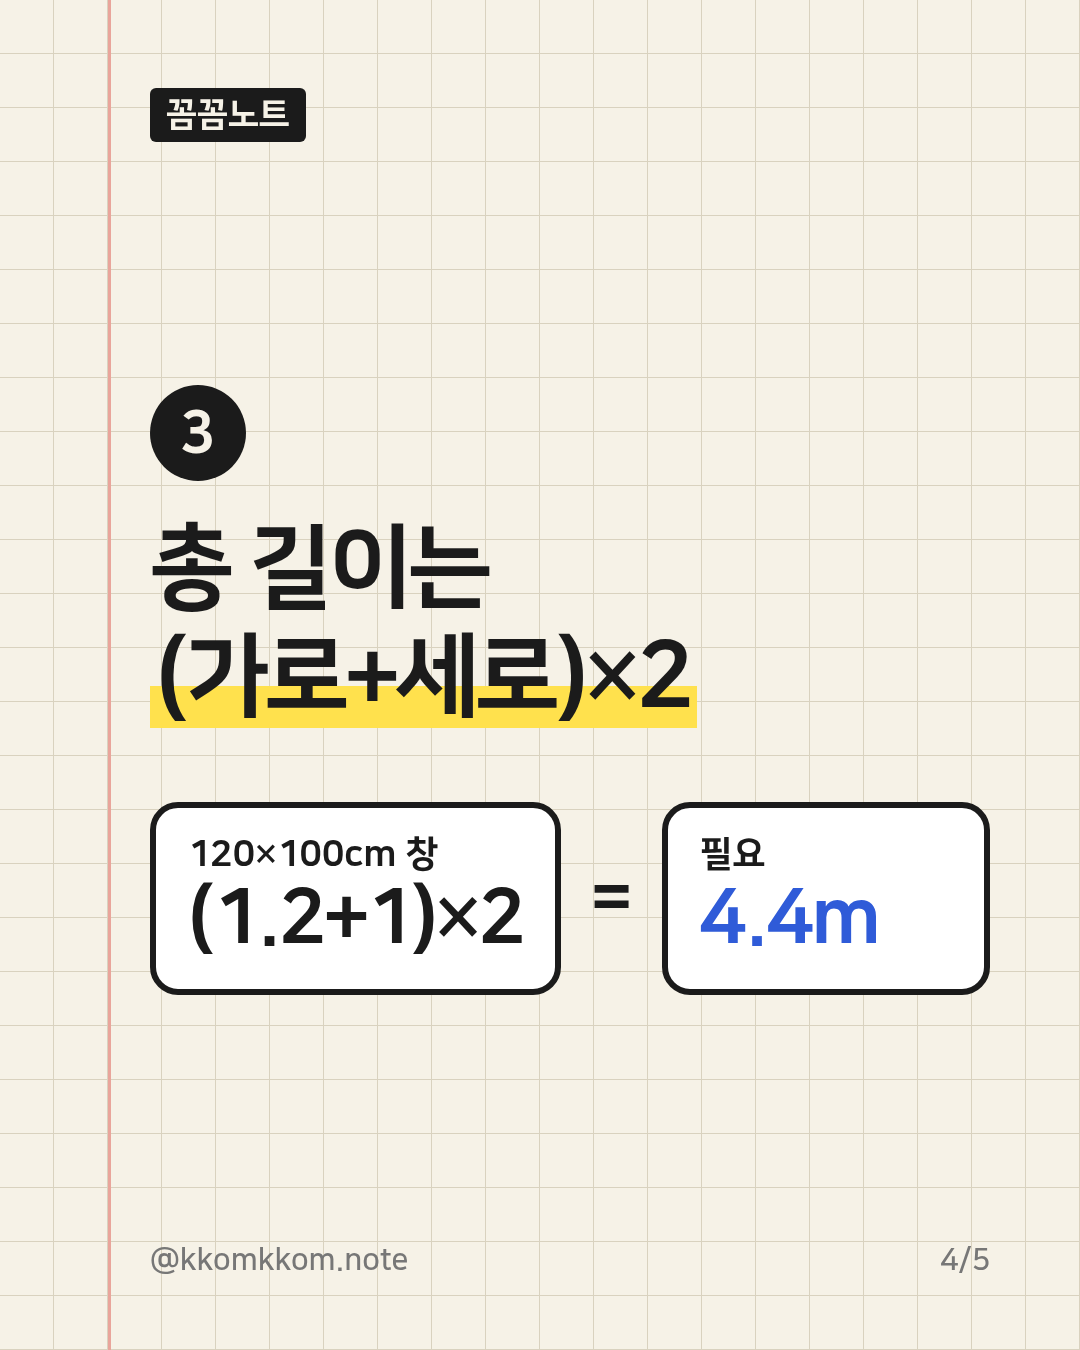 꼼꼼노트
3
총 길이는
(가로+세로)×2
120×100cm 창
(1.2+1)×2
=
필요
4.4m
@kkomkkom.note
4/5